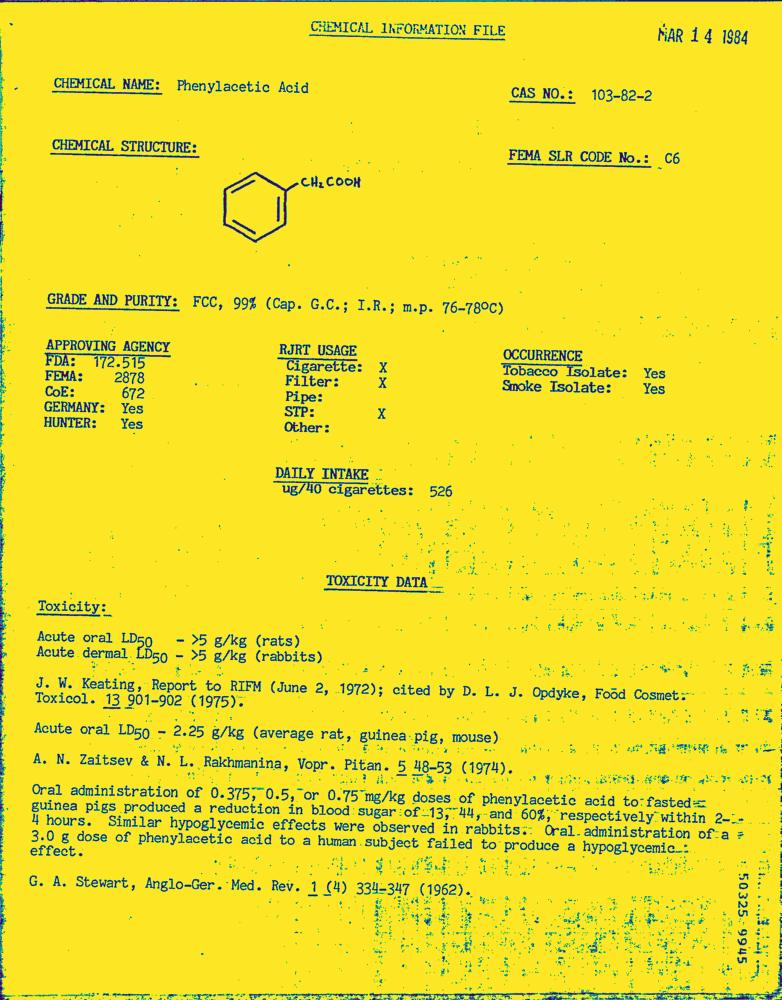 CHEMICAL INFORMATION FILE
MAR 14 1984
CHEMICAL NAME: Phenylacetic Acid
CAS NO.: 103-82-2
CHEMICAL STRUCTURE:
FEMA SLR CODE No.: C6
CH₂COOH
GRADE AND PURITY: FCC, 99% (Cap. G.C.; I.R.; m.p. 76-78ºC)
APPROVING AGENCY
FDA: 172.515
FEMA: 2878
CoE: 672
GERMANY: Yes
HUNTER: Yes
RJRT USAGE
Cigarette: X
Filter: X
Pipe:
STP: X
Other:
OCCURRENCE
Tobacco Isolate: Yes
Smoke Isolate: Yes
DAILY INTAKE
ug/40 cigarettes: 526
TOXICITY DATA
Toxicity:
Acute oral LD50 - >5 g/kg (rats)
Acute dermal LD50 - >5 g/kg (rabbits)
J. W. Keating, Report to RIFM (June 2, 1972); cited by D. L. J. Opdyke, Food Cosmet.
Toxicol. 13 901-902 (1975).
Acute oral LD50 - 2.25 g/kg (average rat, guinea pig, mouse)
A. N. Zaitsev & N. L. Rakhmanina, Vopr. Pitan. 5 48-53 (1974).
Oral administration of 0.375, 0.5, or 0.75 mg/kg doses of phenylacetic acid to fasted
guinea pigs produced a reduction in blood sugar of 13, 44, and 60%, respectively within 2-
4 hours. Similar hypoglycemic effects were observed in rabbits. Oral administration of a
3.0 g dose of phenylacetic acid to a human subject failed to produce a hypoglycemic
effect.
G. A. Stewart, Anglo-Ger. Med. Rev. 1 (4) 334-347 (1962).
50325 9945